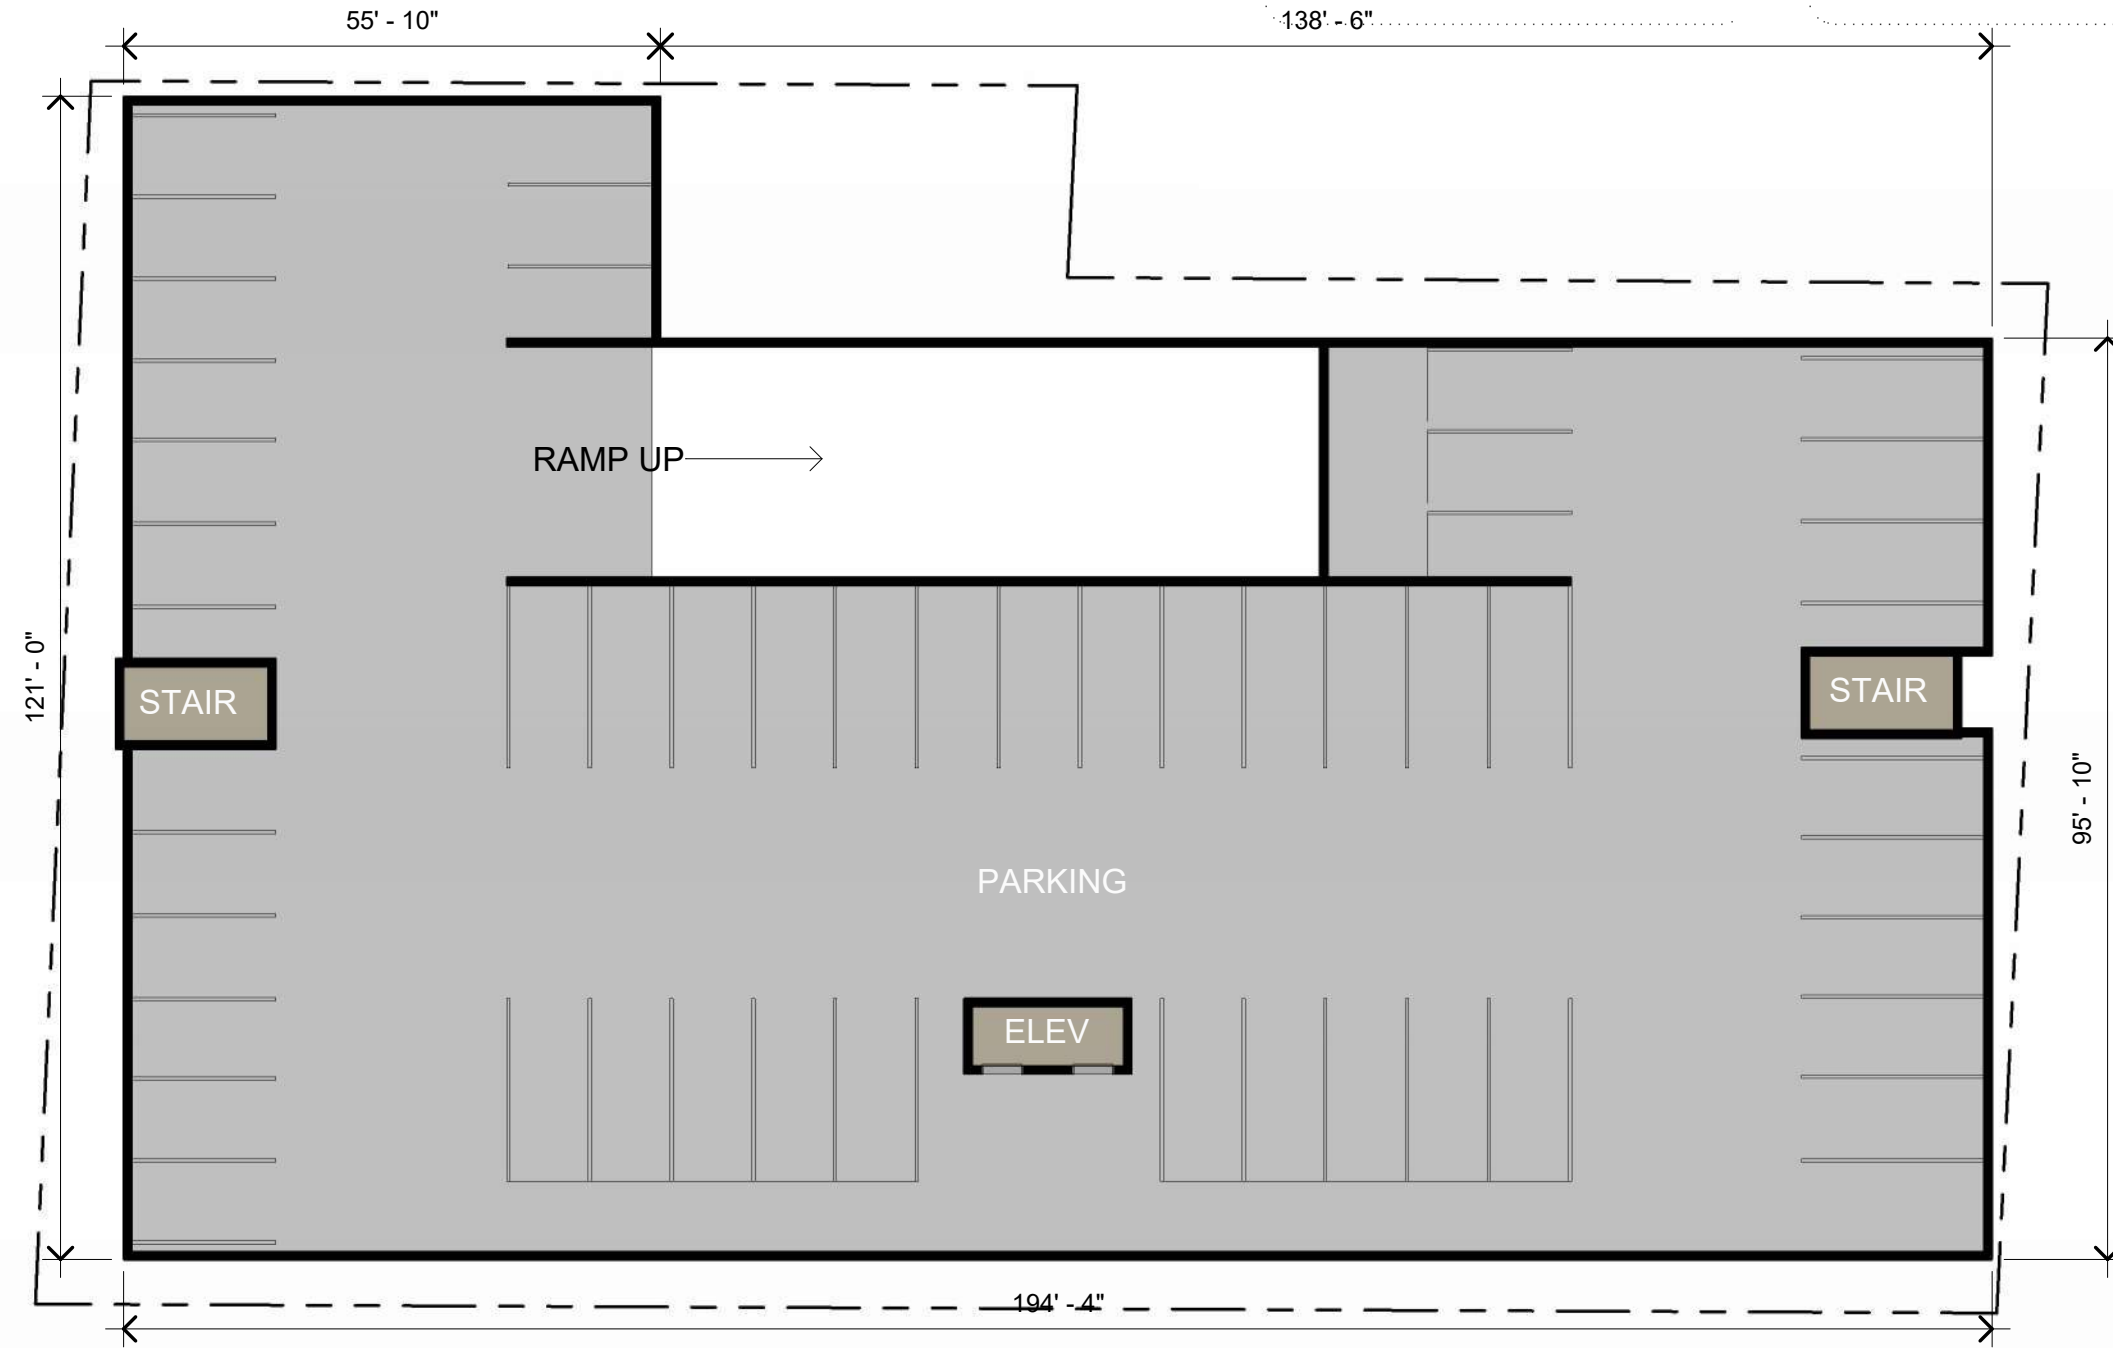 55' - 10"
138' - 6"
RAMP UP
121' - 0"
STAIR
STAIR
95' - 10"
PARKING
ELEV
194' - 4"